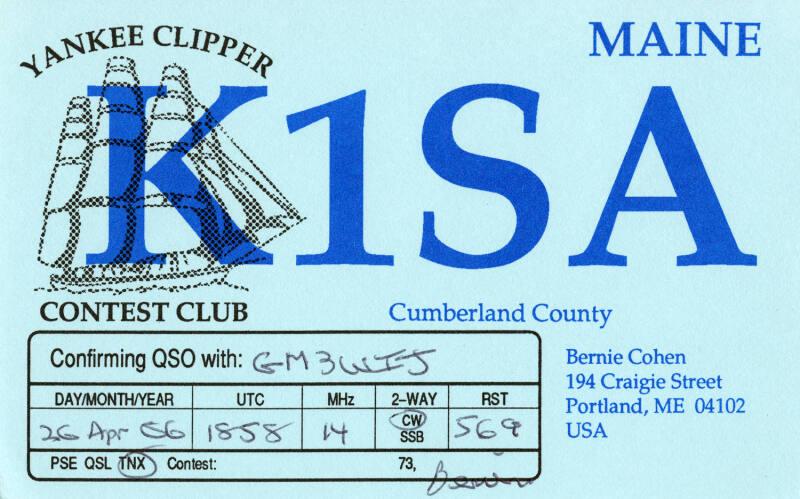 YANKEE CLIPPER
MAINE
K1SA
CONTEST CLUB
Cumberland County
Confirming QSO with: GM3WIJ
DAY/MONTH/YEAR UTC MHz 2-WAY RST
26 Apr 86 1858 14 CW SSB 569
PSE QSL TNX Contest: 73, Bernie
Bernie Cohen
194 Craigie Street
Portland, ME 04102
USA